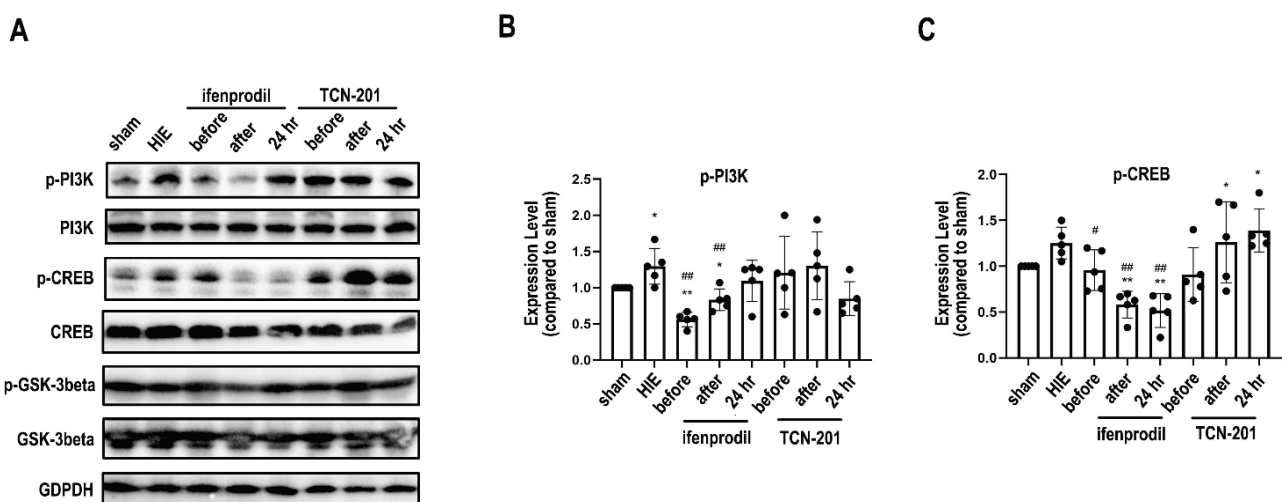 A
ifenprodil TCN-201
sham HIE before after 24 hr before after 24 hr
p-PI3K
PI3K
p-CREB
CREB
p-GSK-3beta
GSK-3beta
GDPDH
B
p-PI3K
Expression Level
(compared to sham)
2.5
2.0
1.5
1.0
0.5
0.0
*
##
**
##
*
sham HIE before after 24 hr before after 24 hr
ifenprodil TCN-201
C
p-CREB
Expression Level
(compared to sham)
2.0
1.5
1.0
0.5
0.0
#
##
**
##
**
*
*
sham HIE before after 24 hr before after 24 hr
ifenprodil TCN-201